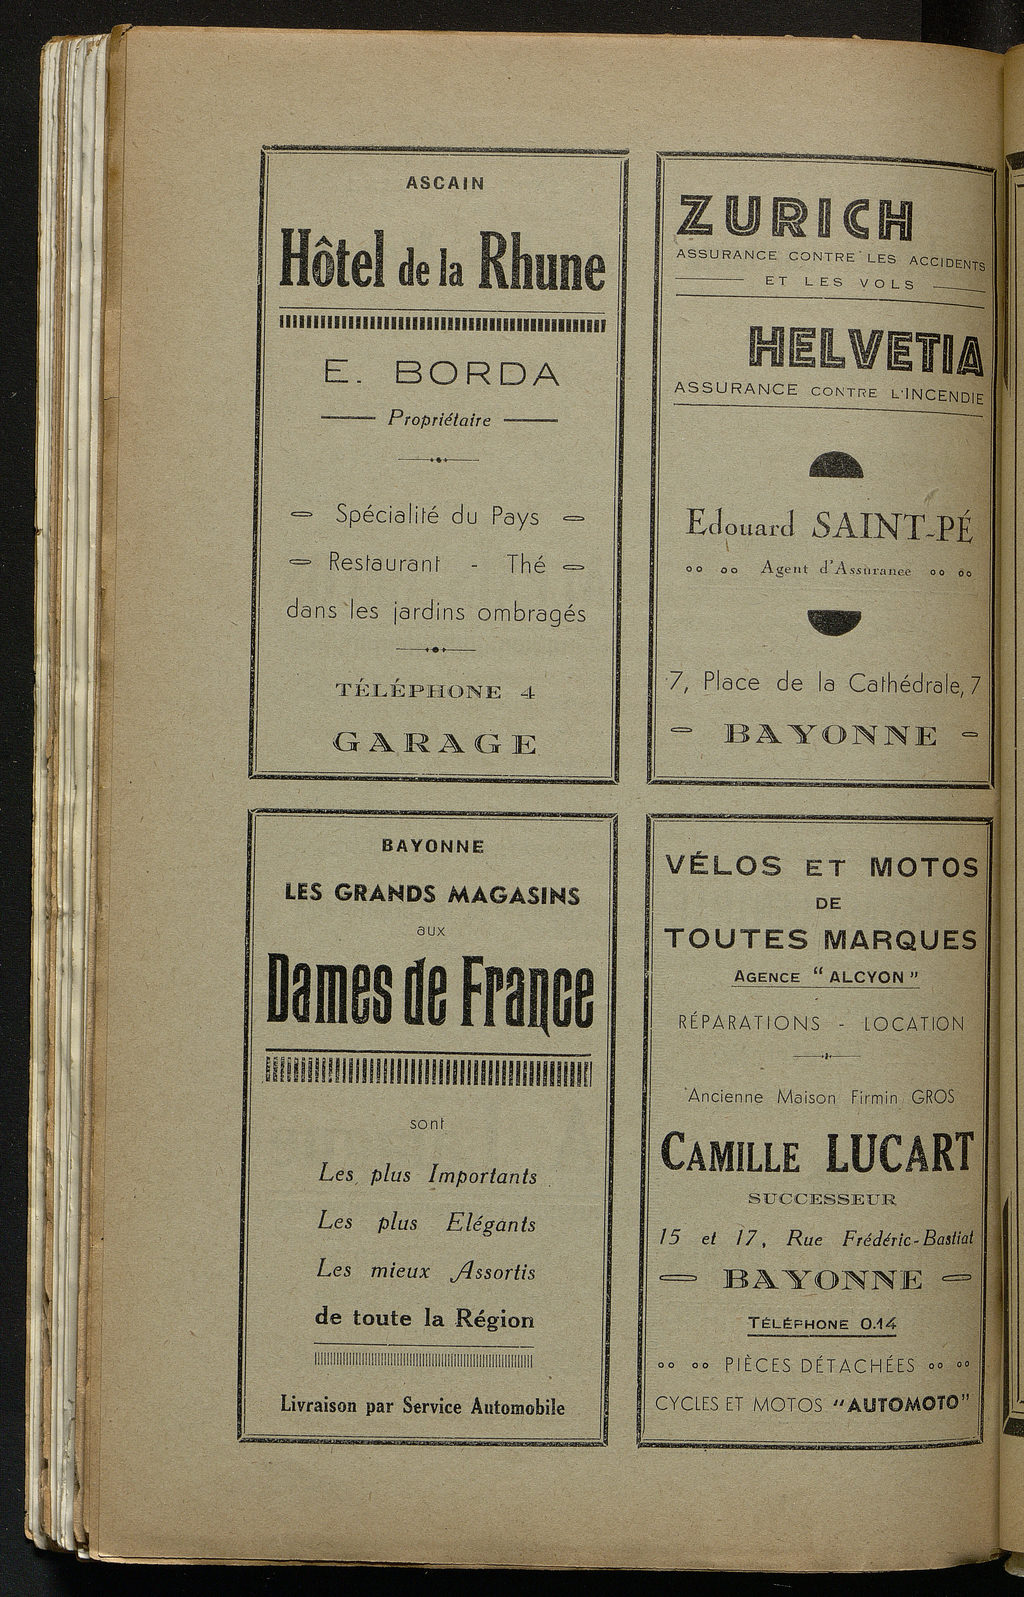 ASCAIN
Hôtel de la Rhune
E. BORDA
Propriétaire
Spécialité du Pays
Restaurant - Thé
dans les jardins ombragés
TÉLÉPHONE 4
GARAGE
ZURICH
ASSURANCE CONTRE LES ACCIDENTS
ET LES VOLS
HELVETIA
ASSURANCE CONTRE L'INCENDIE
Edouard SAINT-PÉ
Agent d'Assurance
7, Place de la Cathédrale, 7
- BAYONNE -
BAYONNE
LES GRANDS MAGASINS
aux
Dames de France
sont
Les plus Importants
Les plus Elégants
Les mieux Assortis
de toute la Région
Livraison par Service Automobile
VÉLOS ET MOTOS
DE
TOUTES MARQUES
AGENCE "ALCYON"
RÉPARATIONS - LOCATION
Ancienne Maison Firmin GROS
CAMILLE LUCART
SUCCESSEUR
15 et 17, Rue Frédéric-Bastiat
BAYONNE
TÉLÉPHONE 0.14
PIÈCES DÉTACHÉES
CYCLES ET MOTOS "AUTOMOTO"